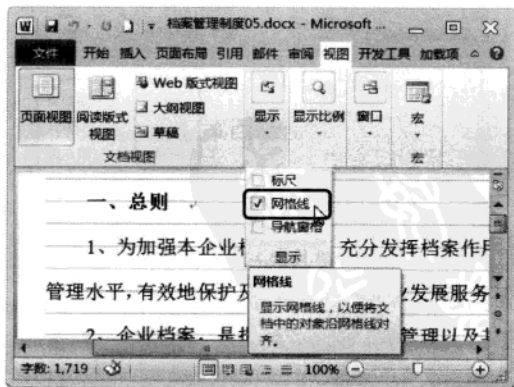 档案管理制度05.docx - Microsoft ...
文件 开始 插入 页面布局 引用 邮件 审阅 视图 开发工具 加载项
页面视图 阅读版式视图 Web 版式视图 大纲视图 草稿 显示 显示比例 窗口 宏
文档视图 宏
标尺
一、总则
网格线
导航窗格
1、为加强本企业 充分发挥档案作用
显示
网格线
管理水平,有效地保护及 发展服务
显示网格线，以便将文
档中的对象沿网格线对
齐。
2、企业档案，是 管理以及
字数: 1,719 100%